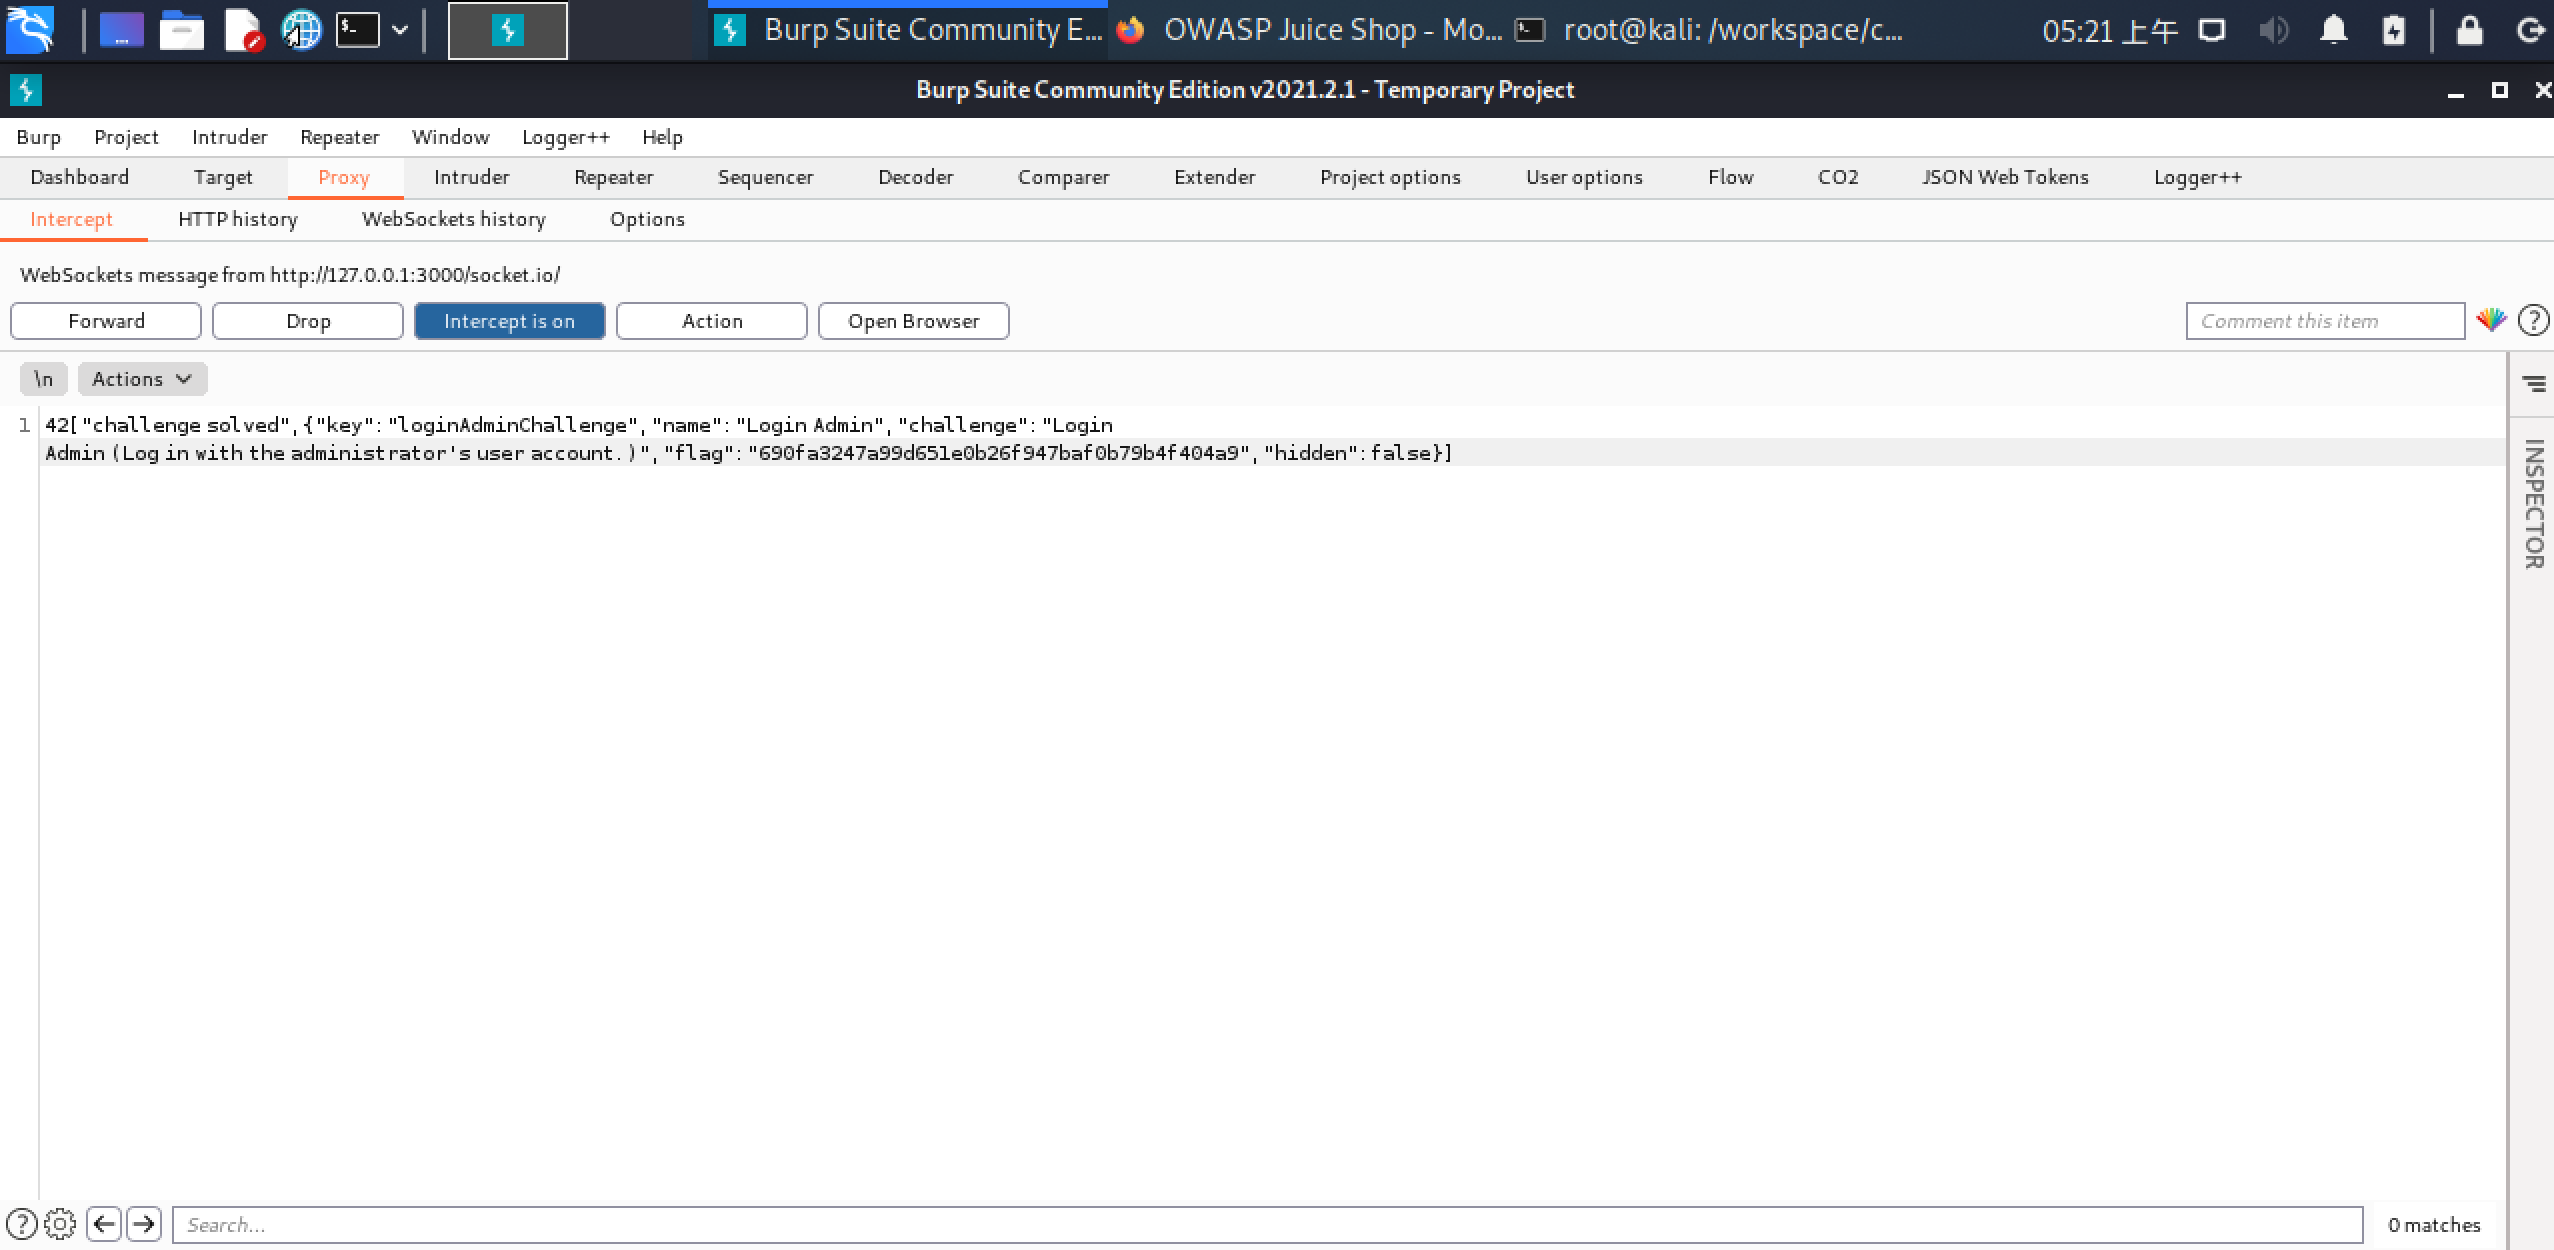 Burp Suite Community E... OWASP Juice Shop - Mo... root@kali: /workspace/c... 05:21 上午
Burp Suite Community Edition v2021.2.1 - Temporary Project
Burp Project Intruder Repeater Window Logger++ Help
Dashboard Target Proxy Intruder Repeater Sequencer Decoder Comparer Extender Project options User options Flow CO2 JSON Web Tokens Logger++
Intercept HTTP history WebSockets history Options
WebSockets message from http://127.0.0.1:3000/socket.io/
Forward Drop Intercept is on Action Open Browser Comment this item
\n Actions
1 42["challenge solved",{"key":"loginAdminChallenge","name":"Login Admin","challenge":"Login
Admin (Log in with the administrator's user account.)","flag":"690fa3247a99d651e0b26f947baf0b79b4f404a9","hidden":false}]
INSPECTOR
Search... 0 matches